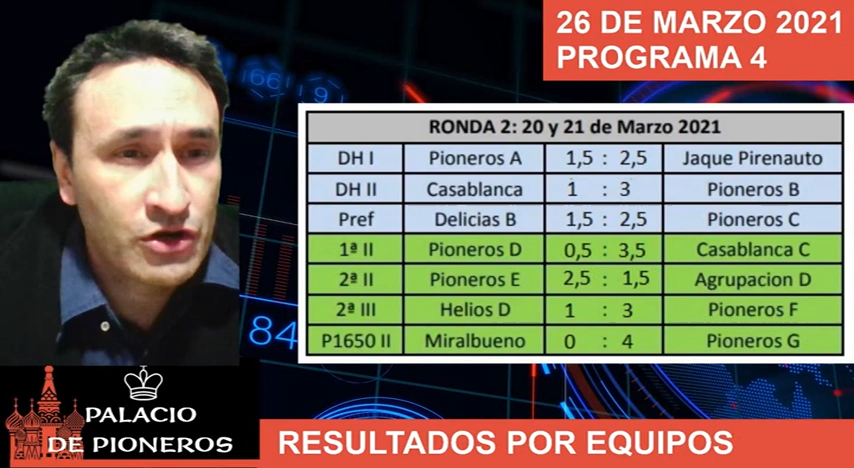 26 DE MARZO 2021
PROGRAMA 4
RONDA 2: 20 y 21 de Marzo 2021
DH I Pioneros A 1,5 : 2,5 Jaque Pirenauto
DH II Casablanca 1 : 3 Pioneros B
Pref Delicias B 1,5 : 2,5 Pioneros C
1ª II Pioneros D 0,5 : 3,5 Casablanca C
2ª II Pioneros E 2,5 : 1,5 Agrupacion D
2ª III Helios D 1 : 3 Pioneros F
P1650 II Miralbueno 0 : 4 Pioneros G
66 9
84
PALACIO
DE PIONEROS
RESULTADOS POR EQUIPOS